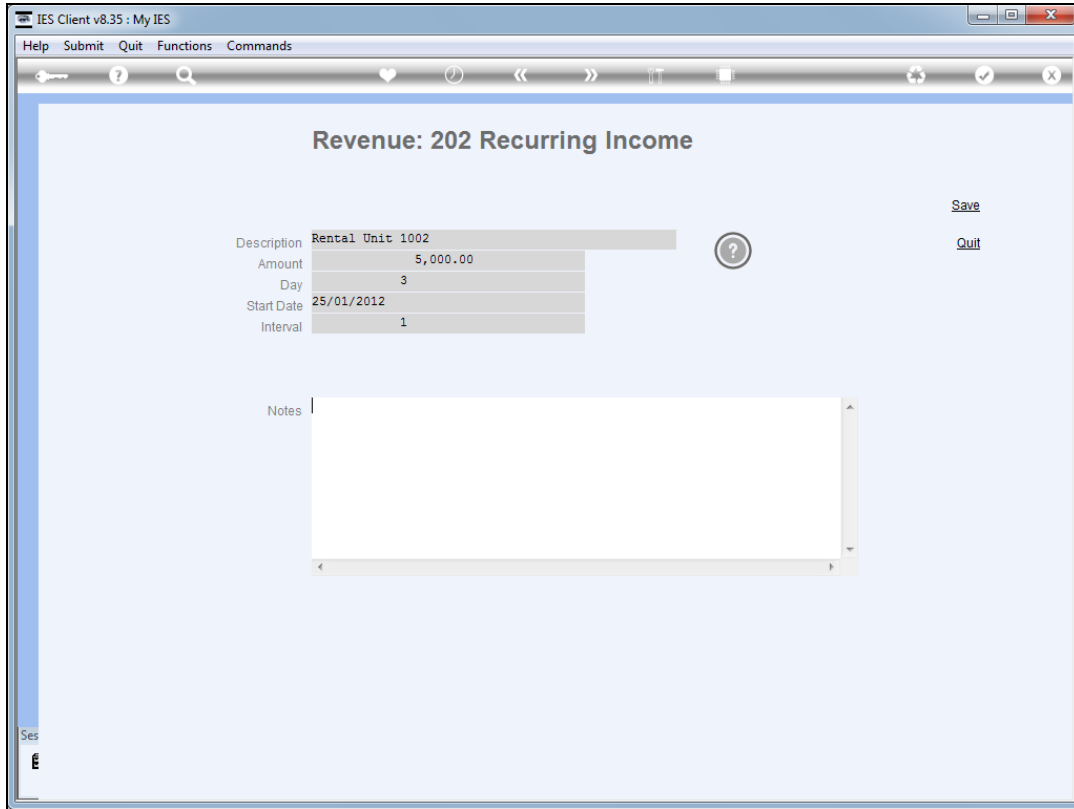 IES Client v8.35 : My IES
Help Submit Quit Functions Commands
Revenue: 202 Recurring Income
Save
Description Rental Unit 1002
Quit
Amount 5,000.00
Day 3
Start Date 25/01/2012
Interval 1
Notes
Ses